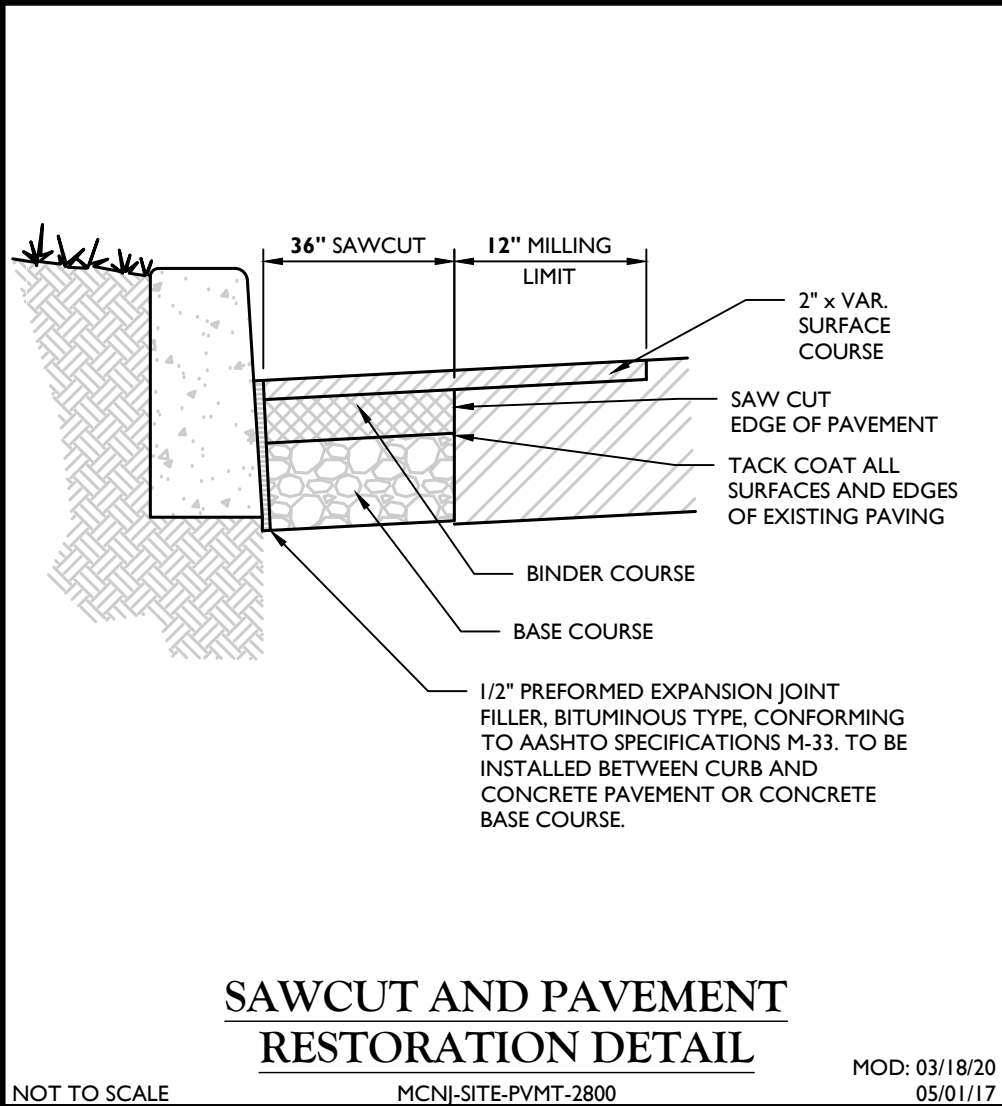 36" SAWCUT
12" MILLING
LIMIT
2" x VAR.
SURFACE
COURSE
SAW CUT
EDGE OF PAVEMENT
TACK COAT ALL
SURFACES AND EDGES
OF EXISTING PAVING
BINDER COURSE
BASE COURSE
1/2" PREFORMED EXPANSION JOINT
FILLER, BITUMINOUS TYPE, CONFORMING
TO AASHTO SPECIFICATIONS M-33. TO BE
INSTALLED BETWEEN CURB AND
CONCRETE PAVEMENT OR CONCRETE
BASE COURSE.
SAWCUT AND PAVEMENT
RESTORATION DETAIL
NOT TO SCALE
MCNJ-SITE-PVMT-2800
MOD: 03/18/20
05/01/17